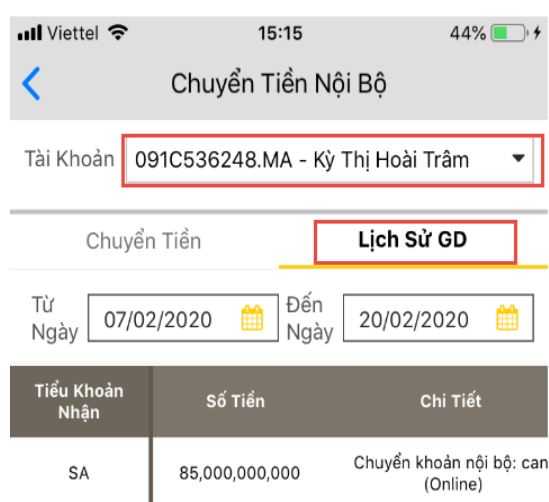 Viettel 15:15 44%
Chuyển Tiền Nội Bộ
Tài Khoản 091C536248.MA - Kỳ Thị Hoài Trâm
Chuyển Tiền Lịch Sử GD
Từ Ngày 07/02/2020 Đến Ngày 20/02/2020
Tiểu Khoản Nhận Số Tiền Chi Tiết
SA 85,000,000,000 Chuyển khoản nội bộ: can
(Online)